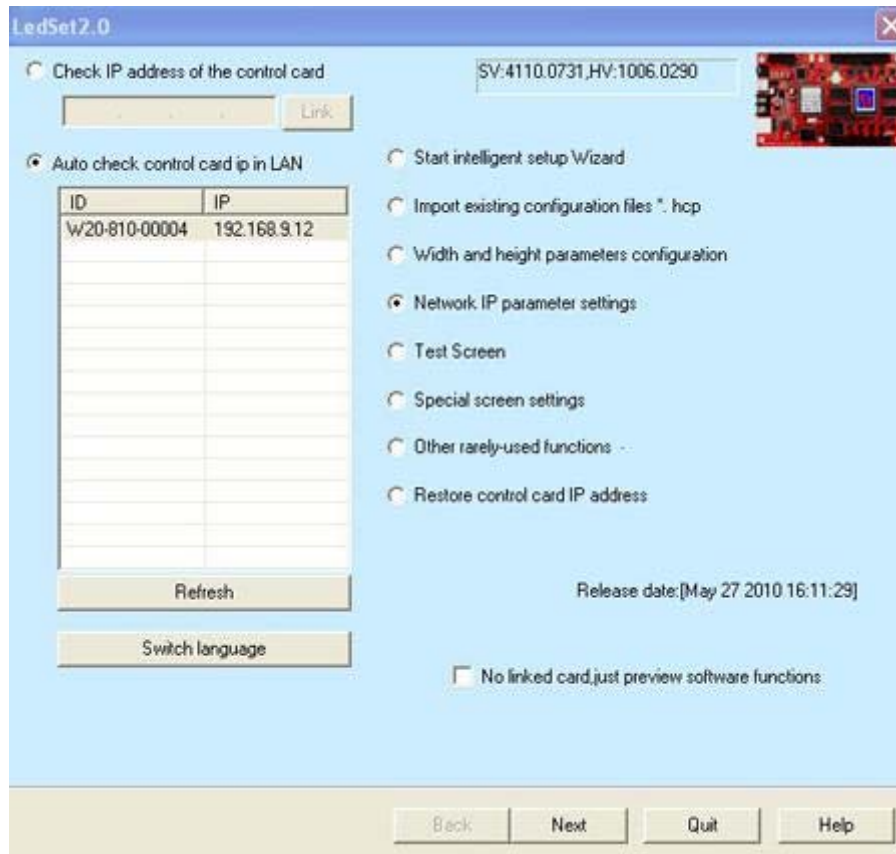 LedSet2.0
Check IP address of the control card
Link
Auto check control card ip in LAN
ID IP
W20-810-00004 192.168.9.12
Refresh
Switch language
SV:4110.0731,HV:1006.0290
Start intelligent setup Wizard
Import existing configuration files *. hcp
Width and height parameters configuration
Network IP parameter settings
Test Screen
Special screen settings
Other rarely-used functions -
Restore control card IP address
Release date:[May 27 2010 16:11:29]
No linked card,just preview software functions
Back Next Quit Help